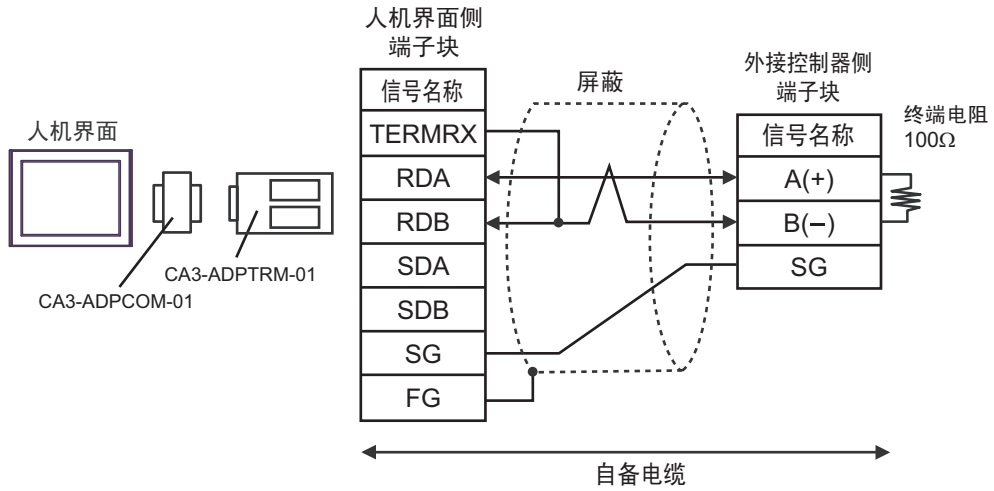 人机界面
CA3-ADPCOM-01
CA3-ADPTRM-01
人机界面侧
端子块
信号名称
TERMRX
RDA
RDB
SDA
SDB
SG
FG
屏蔽
外接控制器侧
端子块
信号名称
A(+)
B(−)
SG
终端电阻
100Ω
自备电缆